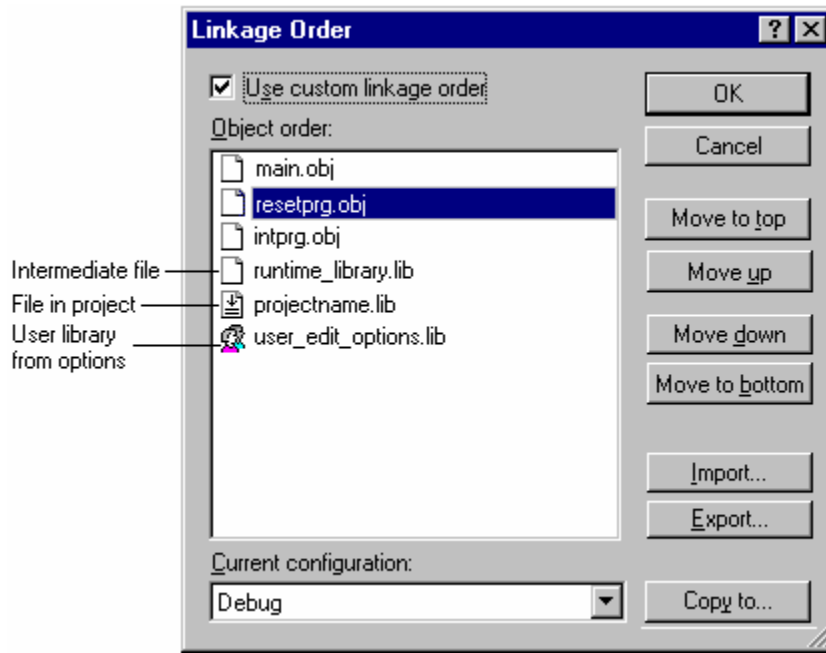 Linkage Order
Use custom linkage order
OK
Object order:
Cancel
main.obj
resetprg.obj
Move to top
intprg.obj
Intermediate file
runtime_library.lib
Move up
File in project
projectname.lib
User library
from options
user_edit_options.lib
Move down
Move to bottom
Import...
Export...
Current configuration:
Debug
Copy to...